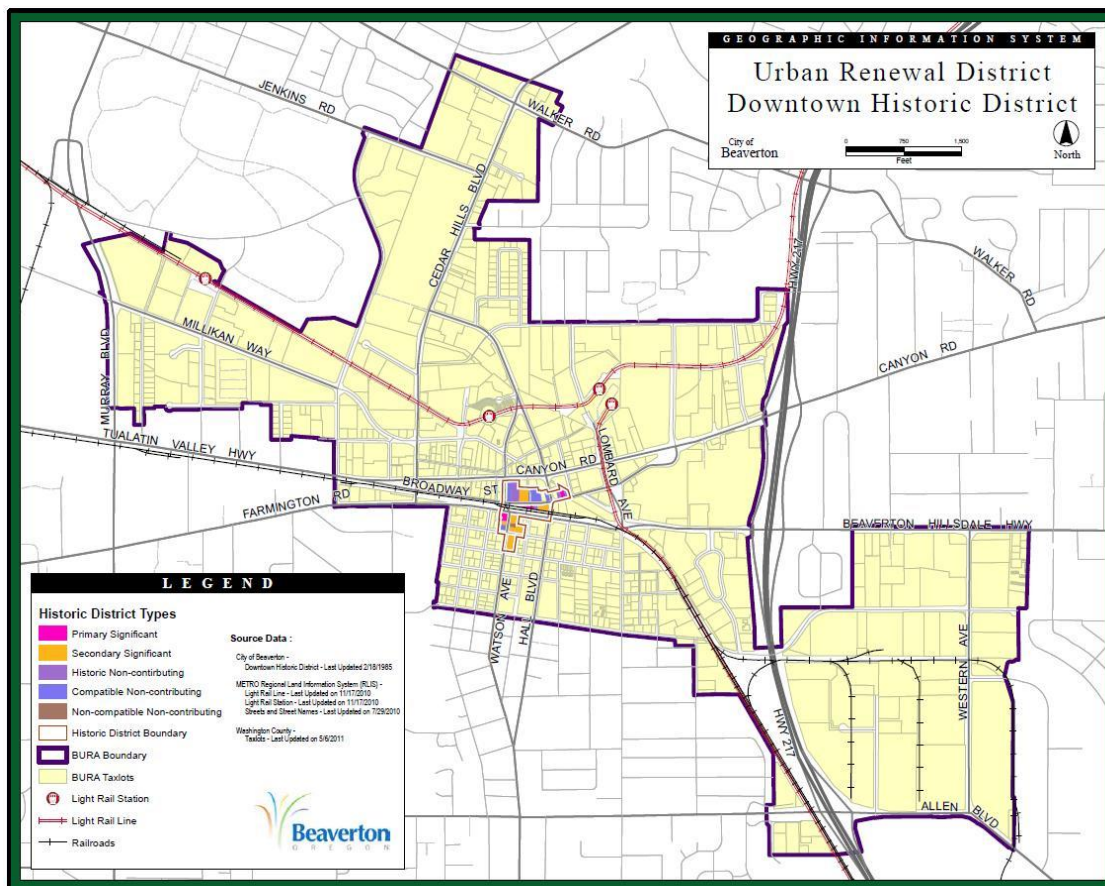 GEOGRAPHIC INFORMATION SYSTEM
Urban Renewal District
Downtown Historic District
City of
Beaverton
0 750 1,500
Feet
North
JENKINS RD
WALKER RD
CEDAR HILLS BLVD
HWY 217
WALKER RD
MILLIKAN WAY
MURRAY BLVD
CANYON RD
TUALATIN VALLEY HWY
CANYON RD
LOMBARD AVE
BROADWAY ST
FARMINGTON RD
BEAVERTON HILLSDALE HWY
WATSON AVE
HALL BLVD
WESTERN AVE
HWY 217
ALLEN BLVD
LEGEND
Historic District Types
Primary Significant
Secondary Significant
Historic Non-contirbuting
Compatible Non-contributing
Non-compatible Non-contributing
Historic District Boundary
BURA Boundary
BURA Taxlots
Light Rail Station
Light Rail Line
Railroads
Source Data :
City of Beaverton -
Downtown Historic District - Last Updated 2/18/1985
METRO Regional Land Information System (RLIS) -
Light Rail Line - Last Updated on 11/17/2010
Light Rail Station - Last Updated on 11/17/2010
Streets and Street Names - Last Updated on 7/29/2010
Washington County -
Taxlots - Last Updated on 5/6/2011
Beaverton
OREGON